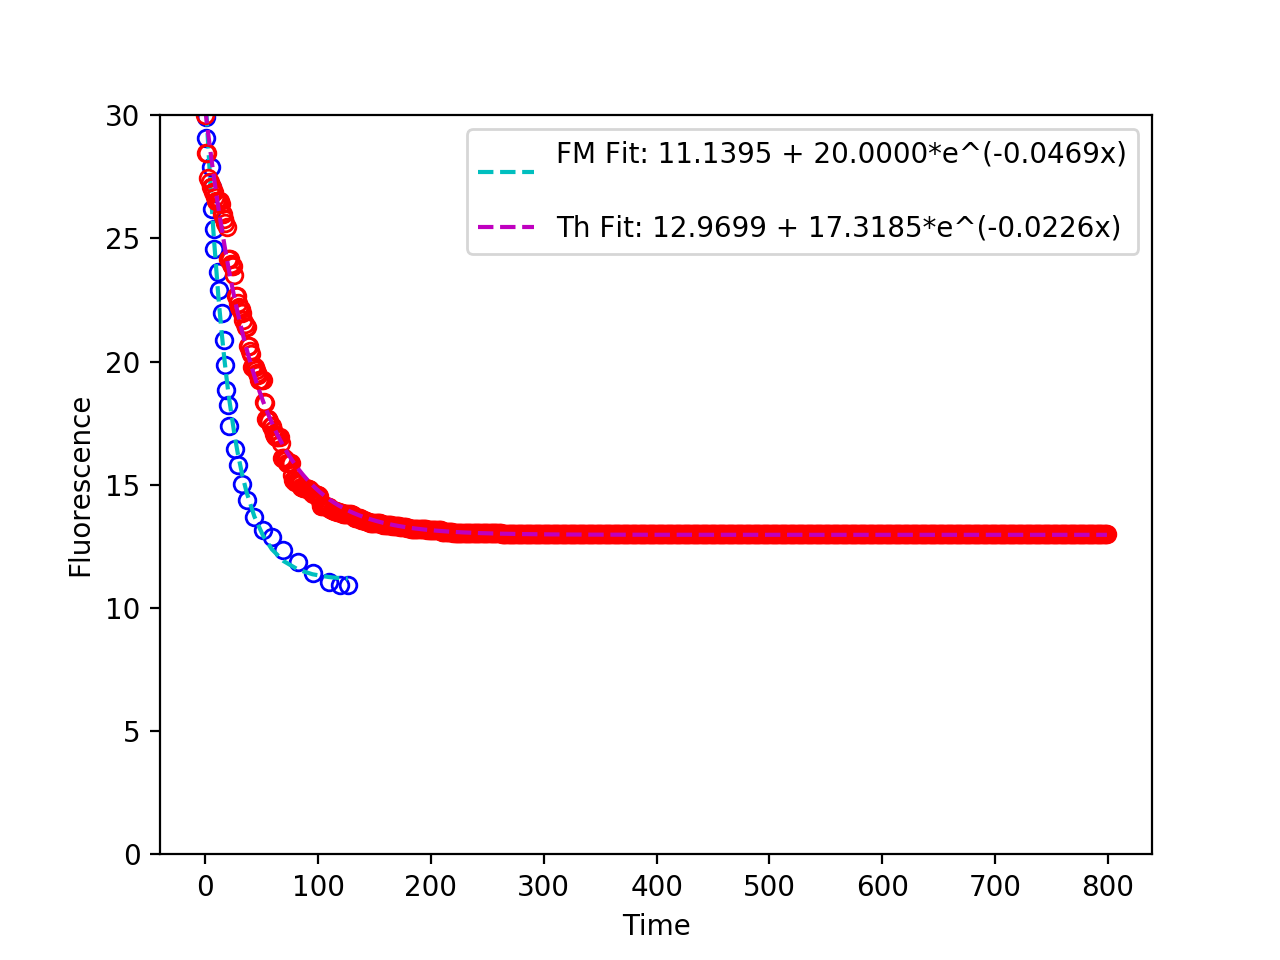 30
25
20
15
10
5
0
Fluorescence
FM Fit: 11.1395 + 20.0000*e^(-0.0469x)
Th Fit: 12.9699 + 17.3185*e^(-0.0226x)
0 100 200 300 400 500 600 700 800
Time